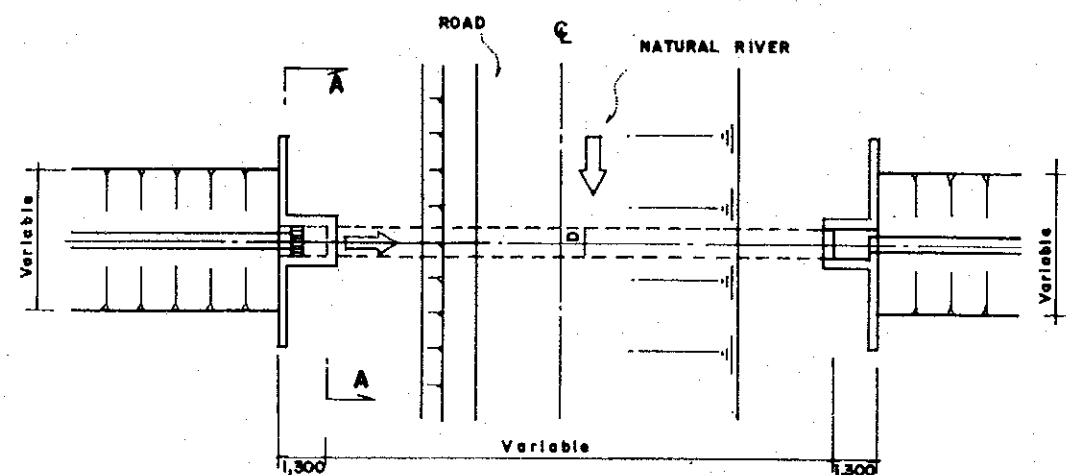 ROAD
℄
NATURAL RIVER
A
Variable
D
Variable
A
Variable
1,300
1,300